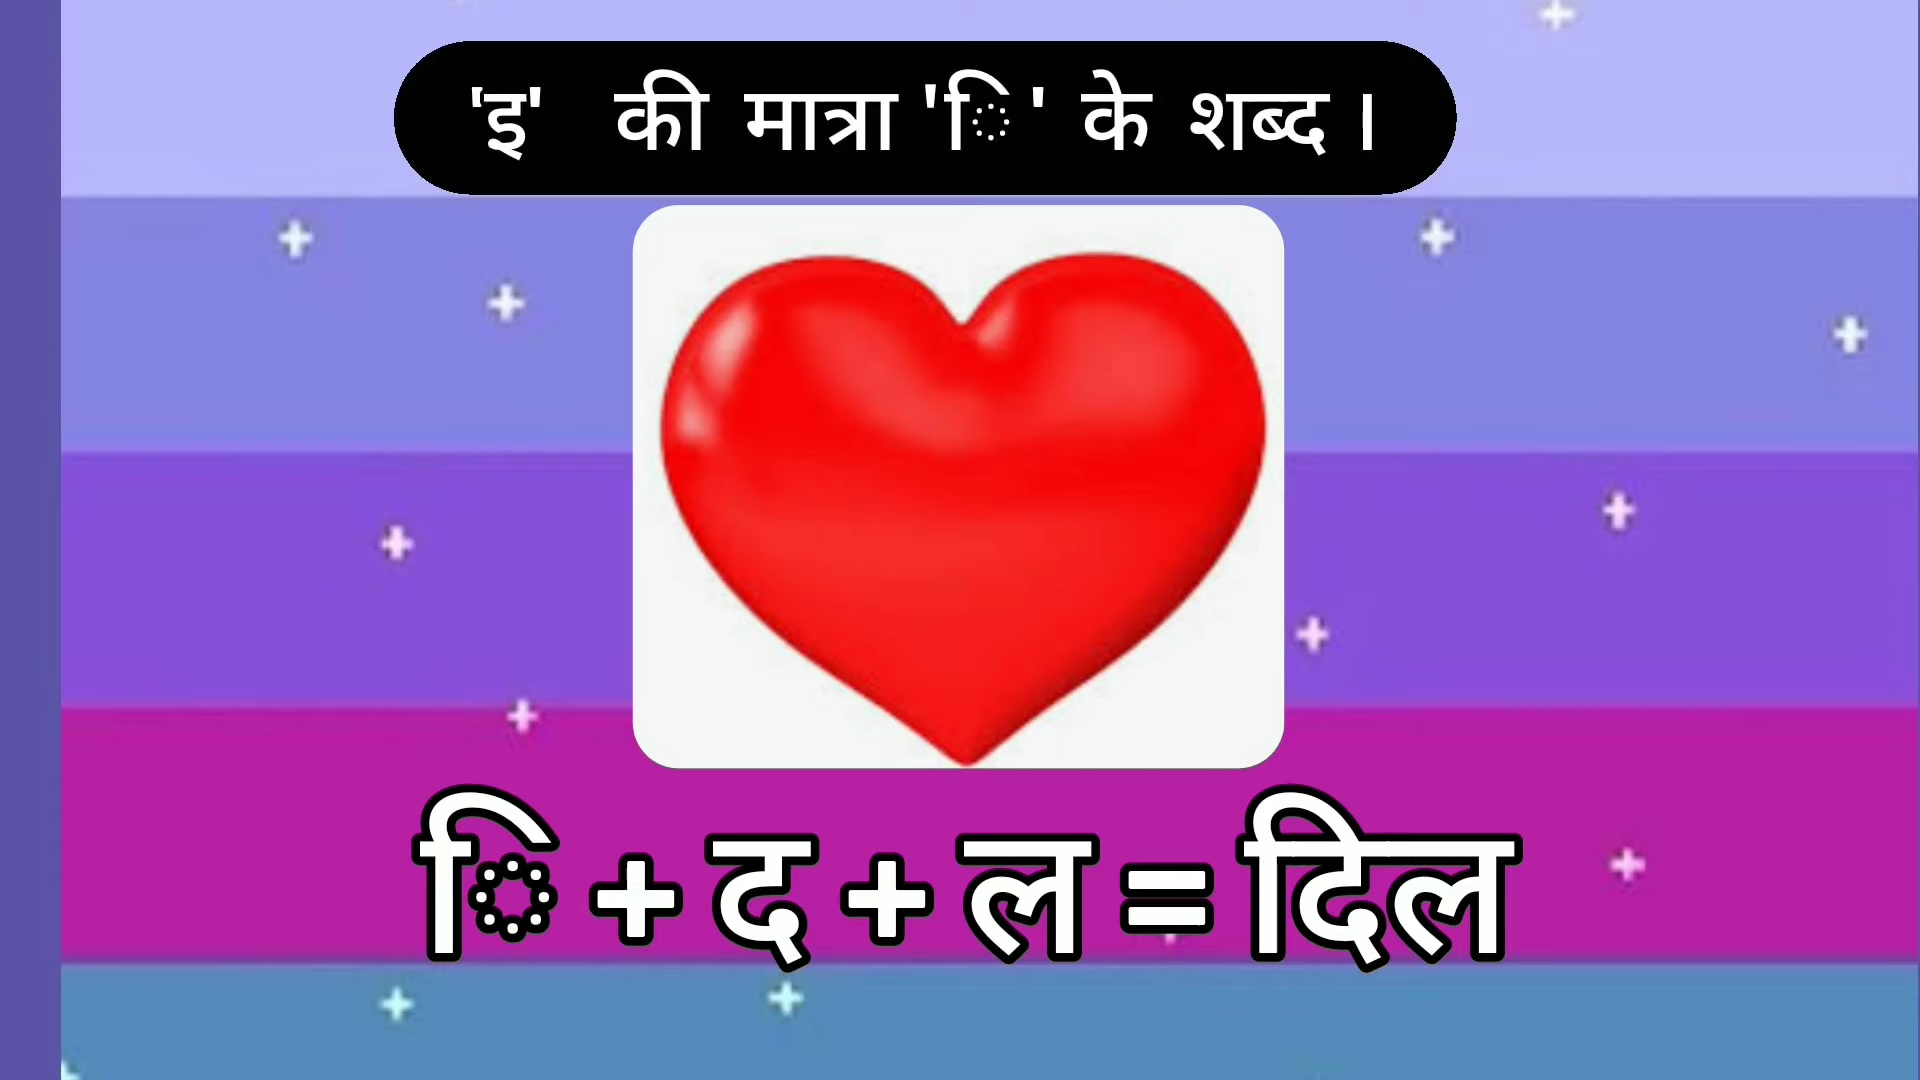 'इ' की मात्रा 'ि' के शब्द ।
ि + द + ल = दिल